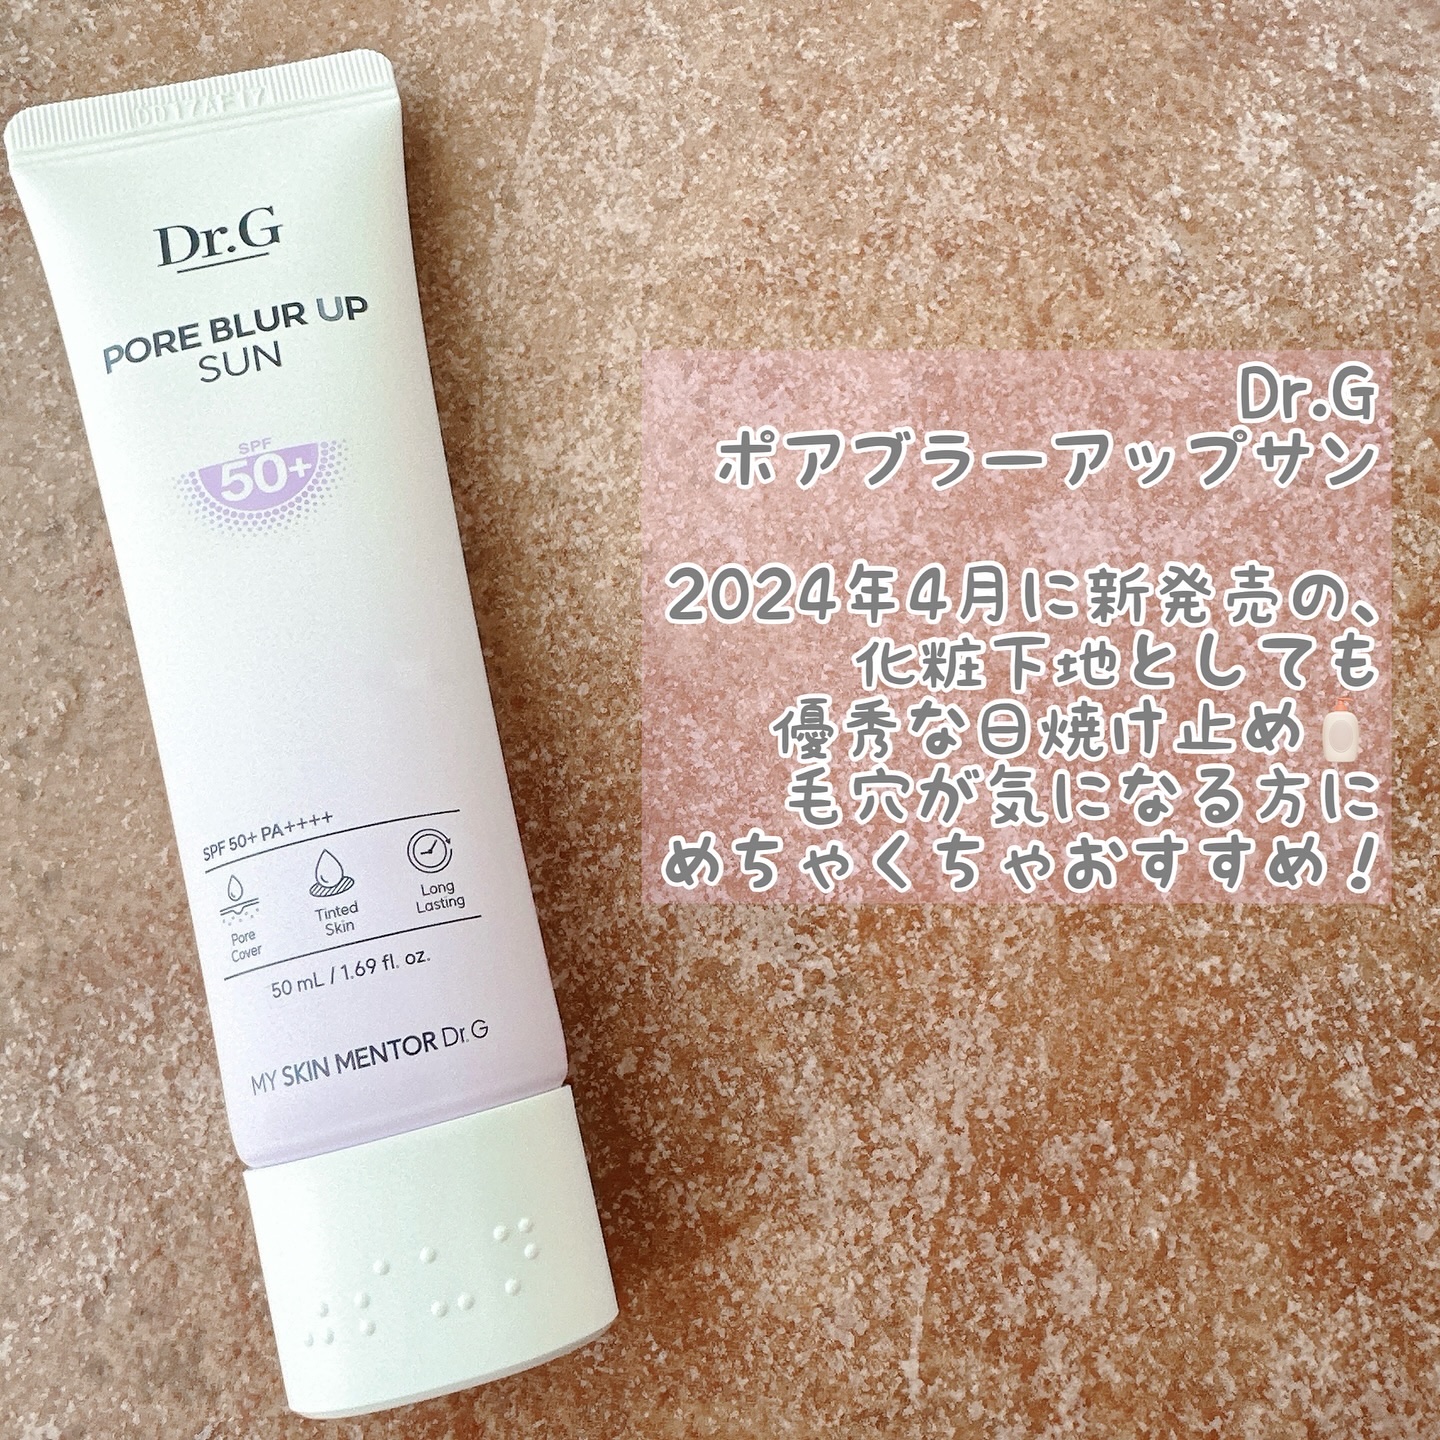 Dr.G
PORE BLUR UP
SUN
SPF
50+
SPF 50+ PA++++
Pore
Cover
Tinted
Skin
Long
Lasting
50 mL / 1.69 fl. oz.
MY SKIN MENTOR Dr.G
Dr.G
ポアブラーアップサン
2024年4月に新発売の、
化粧下地としても
優秀な日焼け止め🧴
毛穴が気になる方に
めちゃくちゃおすすめ！